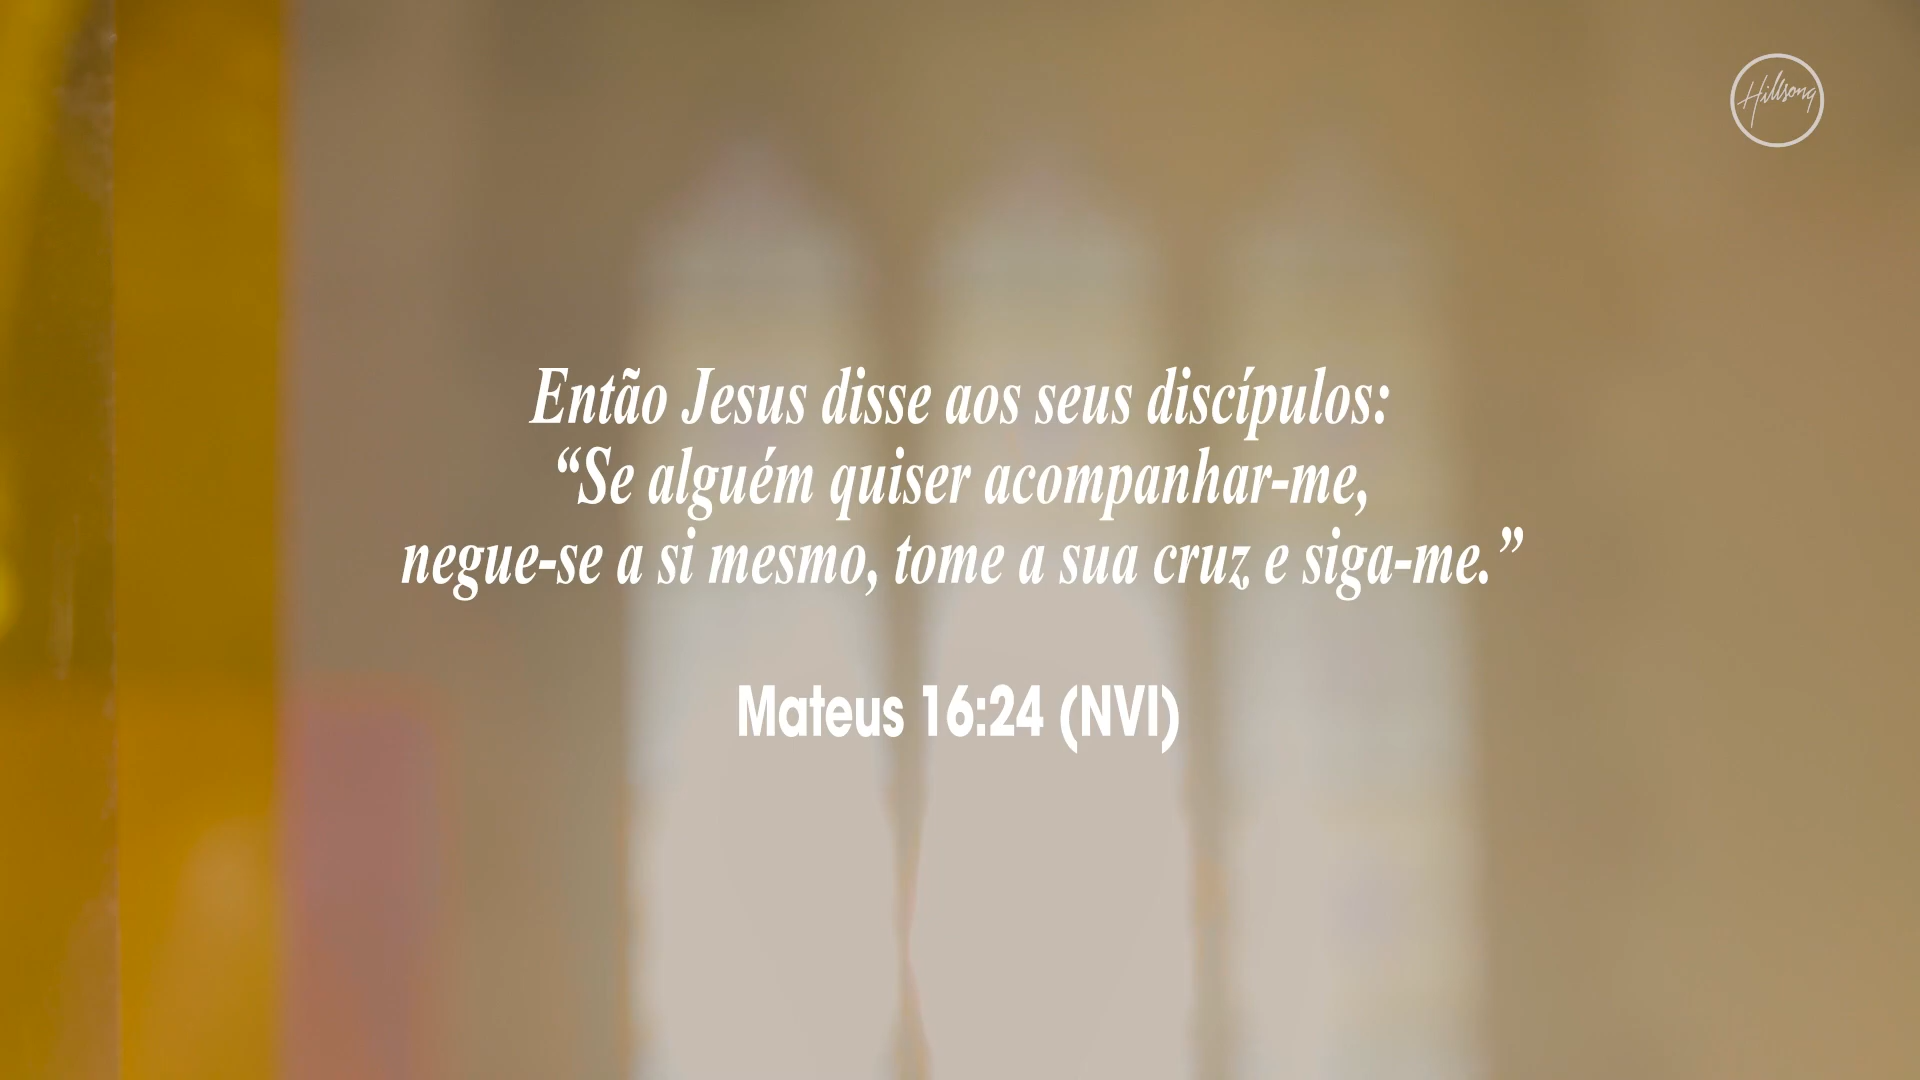 Hillsong
Então Jesus disse aos seus discípulos:
“Se alguém quiser acompanhar-me,
negue-se a si mesmo, tome a sua cruz e siga-me.”
Mateus 16:24 (NVI)